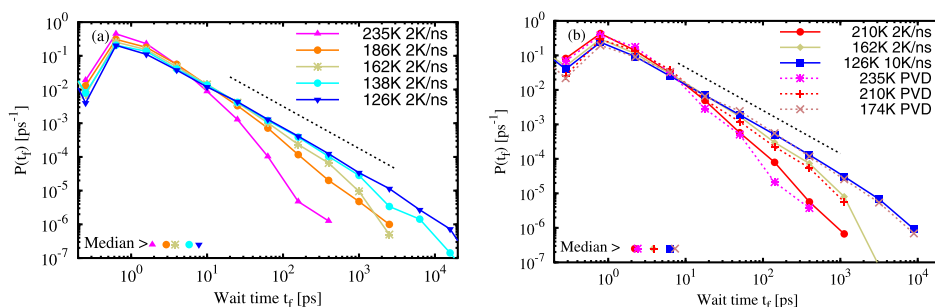 (a)
235K 2K/ns
186K 2K/ns
162K 2K/ns
138K 2K/ns
126K 2K/ns
P(t_f) [ps^-1]
10^0
10^-1
10^-2
10^-3
10^-4
10^-5
10^-6
10^-7
Median >
10^0 10^1 10^2 10^3 10^4
Wait time t_f [ps]
(b)
210K 2K/ns
162K 2K/ns
126K 10K/ns
235K PVD
210K PVD
174K PVD
P(t_f) [ps^-1]
10^0
10^-1
10^-2
10^-3
10^-4
10^-5
10^-6
10^-7
Median >
10^0 10^1 10^2 10^3 10^4
Wait time t_f [ps]